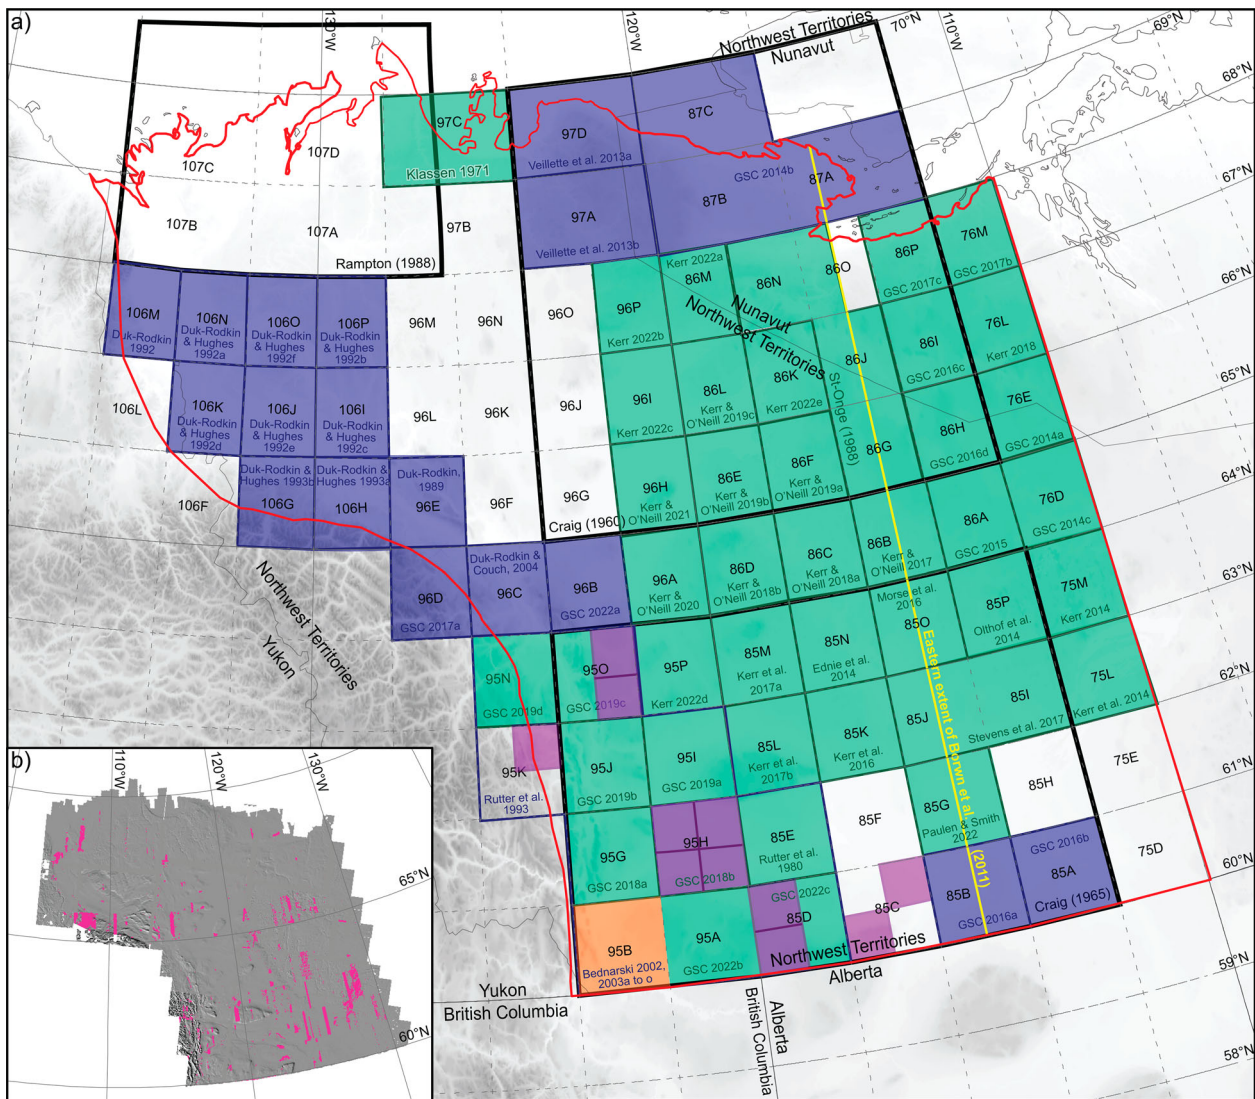 a)
130°W
120°W
Northwest Territories
Nunavut
70°N
110°W
69°N
68°N
67°N
66°N
65°N
64°N
63°N
62°N
61°N
60°N
59°N
58°N
107C
107D
107B
107A
Rampton (1988)
97C
Klassen 1971
97B
97D
Veillette et al. 2013a
87C
97A
Veillette et al. 2013b
87B
GSC 2014b
87A
106M
Duk-Rodkin
1992
106N
Duk-Rodkin
& Hughes
1992a
106O
Duk-Rodkin
& Hughes
1992f
106P
Duk-Rodkin
& Hughes
1992b
96M
96N
96O
96P
Kerr 2022b
Kerr 2022a
86M
86N
86O
86P
GSC 2017c
76M
GSC 2017b
Nunavut
Northwest Territories
106L
106K
Duk-Rodkin
& Hughes
1992d
106J
Duk-Rodkin
& Hughes
1992e
106I
Duk-Rodkin
& Hughes
1992c
96L
96K
96J
96I
Kerr 2022c
86L
Kerr &
O'Neill 2019c
86K
Kerr 2022e
86J
St-Onge (1988)
86I
GSC 2016c
76L
Kerr 2018
106F
Duk-Rodkin &
Hughes 1993b
106G
Duk-Rodkin
& Hughes 1993a
106H
Duk-Rodkin,
1989
96E
96F
96G
Craig (1960)
96H
Kerr &
O'Neill 2021
86E
Kerr &
O'Neill 2019b
86F
Kerr &
O'Neill 2019a
86G
86H
GSC 2016d
76E
GSC 2014a
Northwest Territories
Yukon
96D
GSC 2017a
Duk-Rodkin &
Couch, 2004
96C
96B
GSC 2022a
96A
Kerr &
O'Neill 2020
86D
Kerr &
O'Neill 2018b
86C
Kerr &
O'Neill 2018a
86B
Kerr &
O'Neill 2017
86A
GSC 2015
76D
GSC 2014c
95N
GSC 2019d
95O
GSC 2019c
95P
Kerr 2022d
85M
Kerr et al.
2017a
85N
Ednie et al.
2014
Morse et al.
2016
85O
85P
Olthof et al.
2014
75M
Kerr 2014
Eastern extent of Borwn et al. (2011)
95K
Rutter et al.
1993
95J
GSC 2019b
95I
GSC 2019a
85L
Kerr et al.
2017b
85K
Kerr et al.
2016
85J
85I
Stevens et al. 2017
75L
Kerr et al. 2014
95G
GSC 2018a
95H
GSC 2018b
85E
Rutter et al.
1980
85F
85G
Paulen & Smith
2022
85H
75E
95B
Bednarski 2002,
2003a to o
95A
GSC 2022b
GSC 2022c
85D
85C
85B
GSC 2016a
GSC 2016b
85A
Craig (1965)
75D
Northwest Territories
Alberta
Yukon
British Columbia
British Columbia
Alberta
b)
110°W
120°W
130°W
65°N
60°N